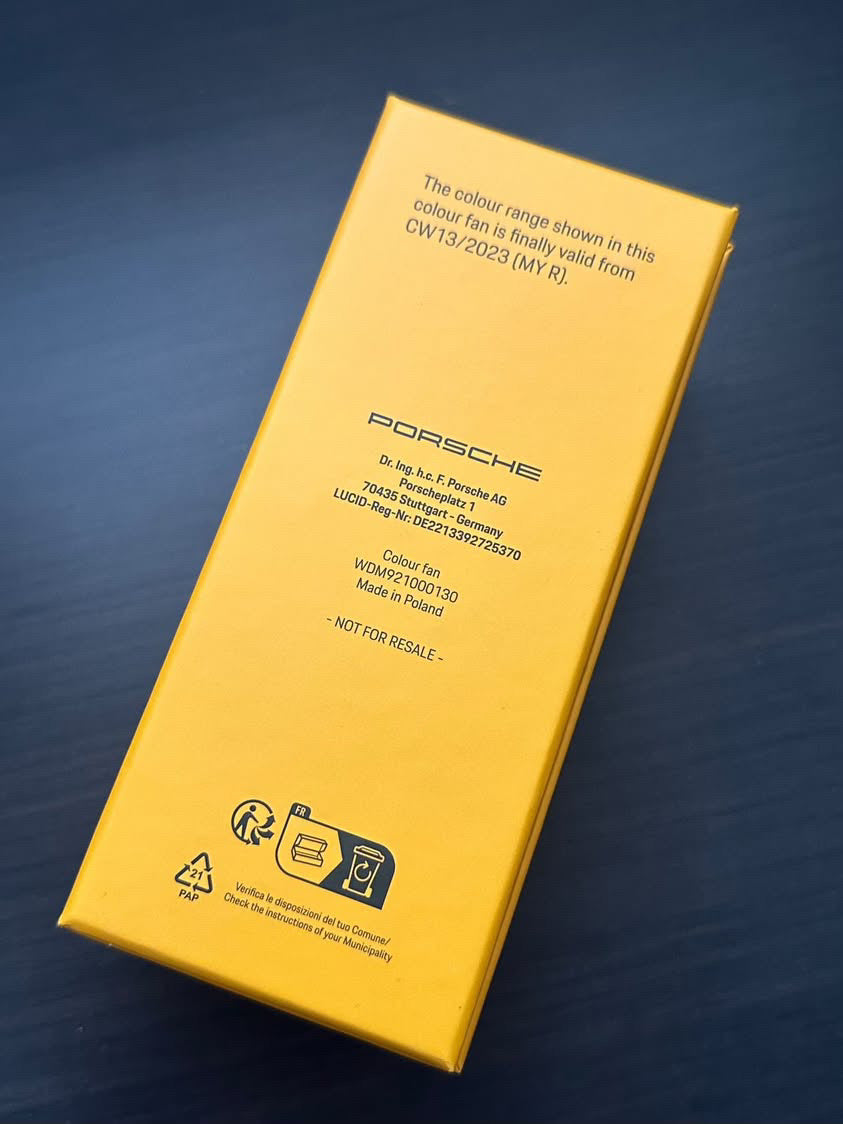 The colour range shown in this
colour fan is finally valid from
CW13/2023 (MY R).
PORSCHE
Dr. Ing. h.c. F. Porsche AG
Porscheplatz 1
70435 Stuttgart - Germany
LUCID-Reg-Nr: DE2213392725370
Colour fan
WDM921000130
Made in Poland
- NOT FOR RESALE -
FR
21
PAP
Verifica le disposizioni del tuo Comune/
Check the instructions of your Municipality